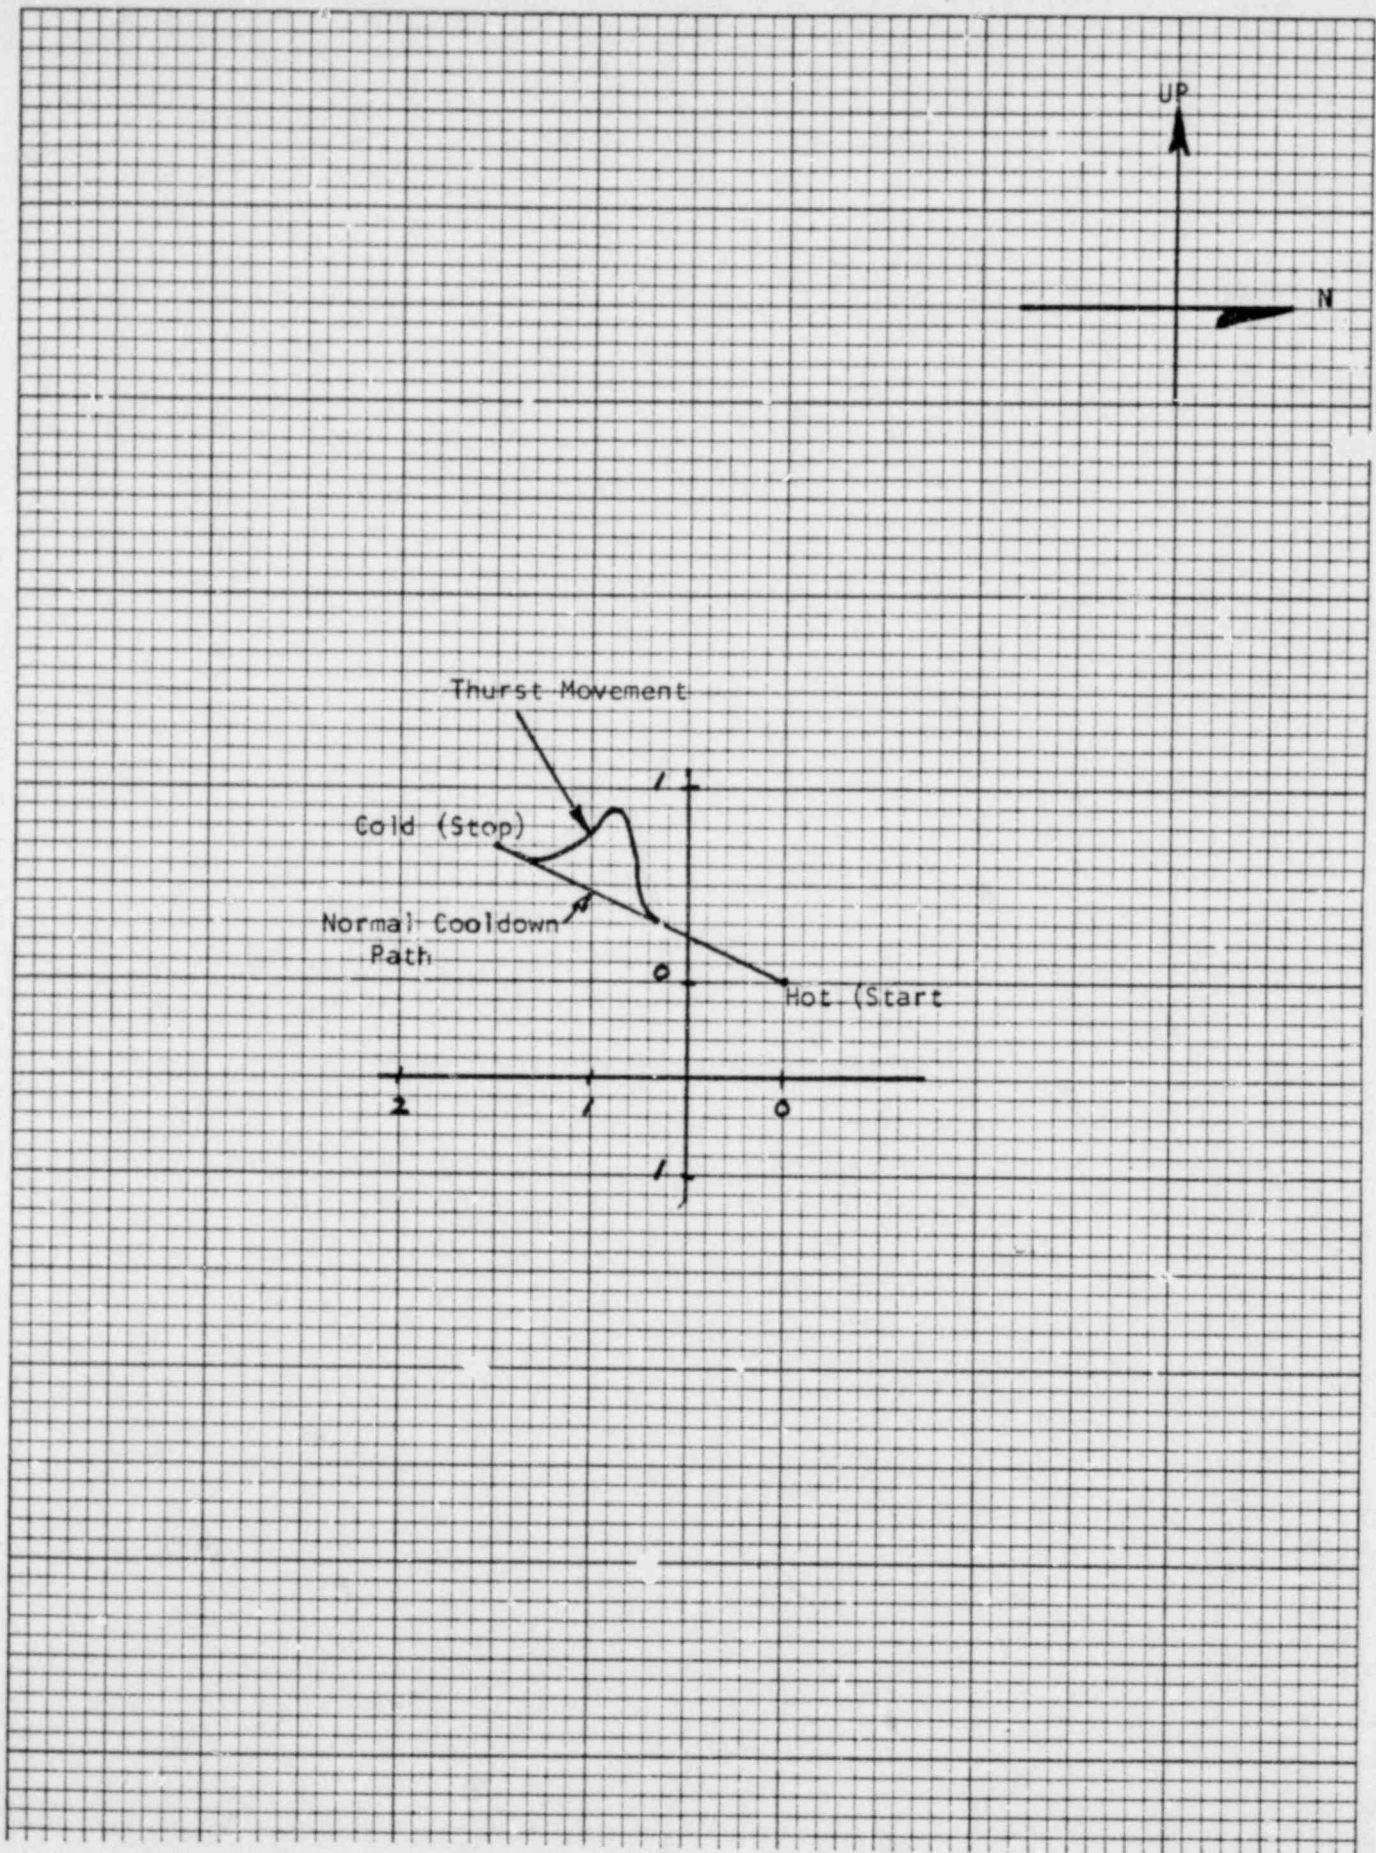 UP
N
Thurst Movement
1
Cold (Stop)
Normal Cooldown
Path
0
Hot (Start
2 1 0
1